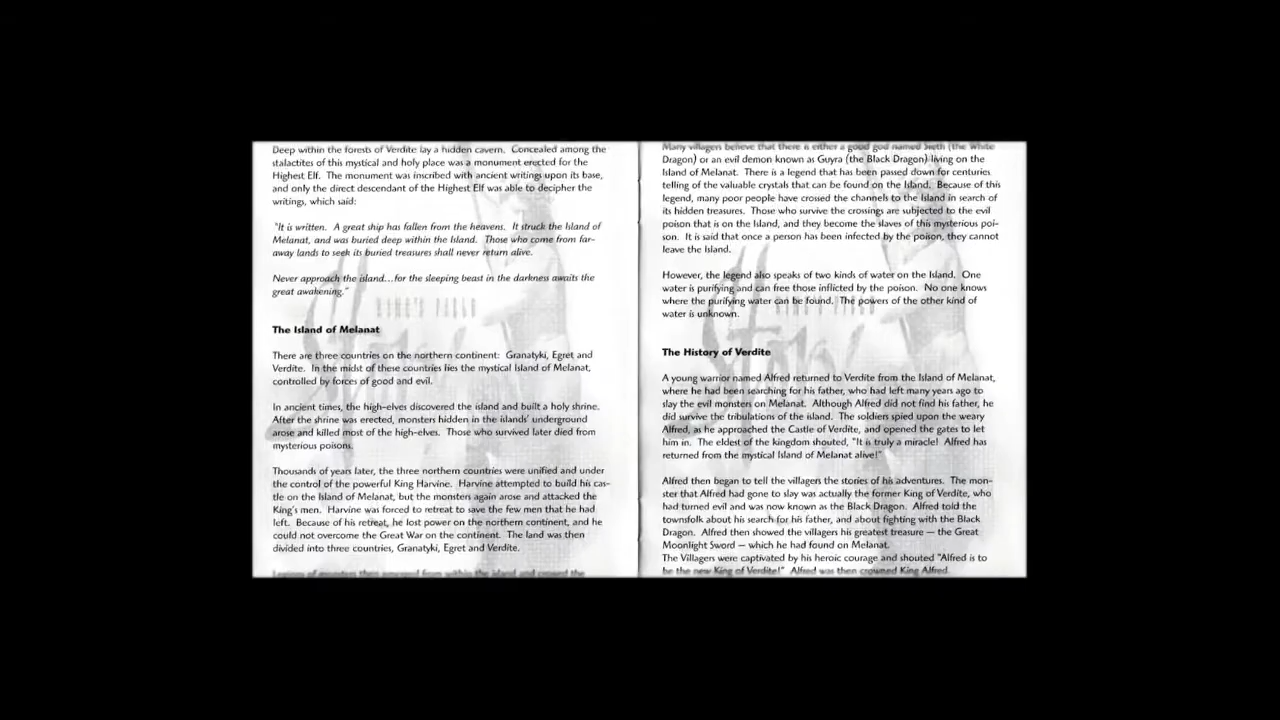 Deep within the forests of Verdite lay a hidden cavern. Concealed among the
stalactites of this mystical and holy place was a monument erected for the
Highest Elf. The monument was inscribed with ancient writings upon its base,
and only the direct descendant of the Highest Elf was able to decipher the
writings, which said:
"It is written. A great ship has fallen from the heavens. It struck the Island of
Melanat, and was buried deep within the Island. Those who come from far-
away lands to seek its buried treasures shall never return alive.
Never approach the island...for the sleeping beast in the darkness awaits the
great awakening."
The Island of Melanat
There are three countries on the northern continent: Granatyki, Egret and
Verdite. In the midst of these countries lies the mystical Island of Melanat,
controlled by forces of good and evil.
In ancient times, the high-elves discovered the island and built a holy shrine.
After the shrine was erected, monsters hidden in the islands' underground
arose and killed most of the high-elves. Those who survived later died from
mysterious poisons.
Thousands of years later, the three northern countries were unified and under
the control of the powerful King Harvine. Harvine attempted to build his cas-
tle on the Island of Melanat, but the monsters again arose and attacked the
King's men. Harvine was forced to retreat to save the few men that he had
left. Because of his retreat, he lost power on the northern continent, and he
could not overcome the Great War on the continent. The land was then
divided into three countries, Granatyki, Egret and Verdite.
Legions of monsters then emerged from within the island and crowed the
Many villagers believe that there is either a good god named Seath (the White
Dragon) or an evil demon known as Guyra (the Black Dragon) living on the
Island of Melanat. There is a legend that has been passed down for centuries
telling of the valuable crystals that can be found on the Island. Because of this
legend, many poor people have crossed the channels to the Island in search of
its hidden treasures. Those who survive the crossings are subjected to the evil
poison that is on the Island, and they become the slaves of this mysterious poi-
son. It is said that once a person has been infected by the poison, they cannot
leave the Island.
However, the legend also speaks of two kinds of water on the Island. One
water is purifying and can free those inflicted by the poison. No one knows
where the purifying water can be found. The powers of the other kind of
water is unknown.
The History of Verdite
A young warrior named Alfred returned to Verdite from the Island of Melanat,
where he had been searching for his father, who had left many years ago to
slay the evil monsters on Melanat. Although Alfred did not find his father, he
did survive the tribulations of the island. The soldiers spied upon the weary
Alfred, as he approached the Castle of Verdite, and opened the gates to let
him in. The eldest of the kingdom shouted, "It is truly a miracle! Alfred has
returned from the mystical Island of Melanat alive!"
Alfred then began to tell the villagers the stories of his adventures. The mon-
ster that Alfred had gone to slay was actually the former King of Verdite, who
had turned evil and was now known as the Black Dragon. Alfred told the
townsfolk about his search for his father, and about fighting with the Black
Dragon. Alfred then showed the villagers his greatest treasure — the Great
Moonlight Sword — which he had found on Melanat.
The Villagers were captivated by his heroic courage and shouted "Alfred is to
be the new King of Verdite!" Alfred was then crowned King Alfred.